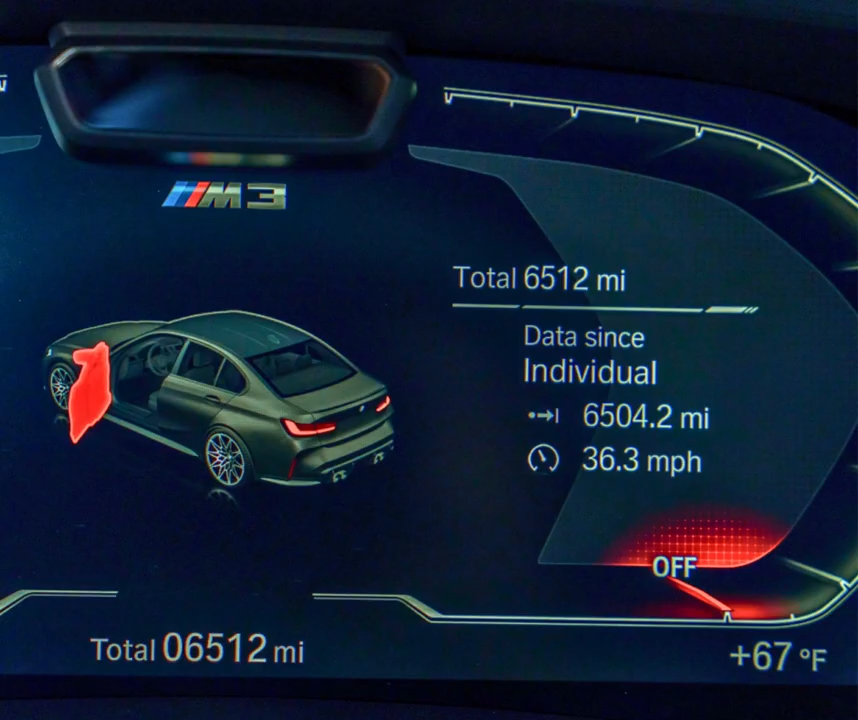 M3
Total 6512 mi
Data since
Individual
6504.2 mi
36.3 mph
OFF
Total 06512 mi
+67 °F